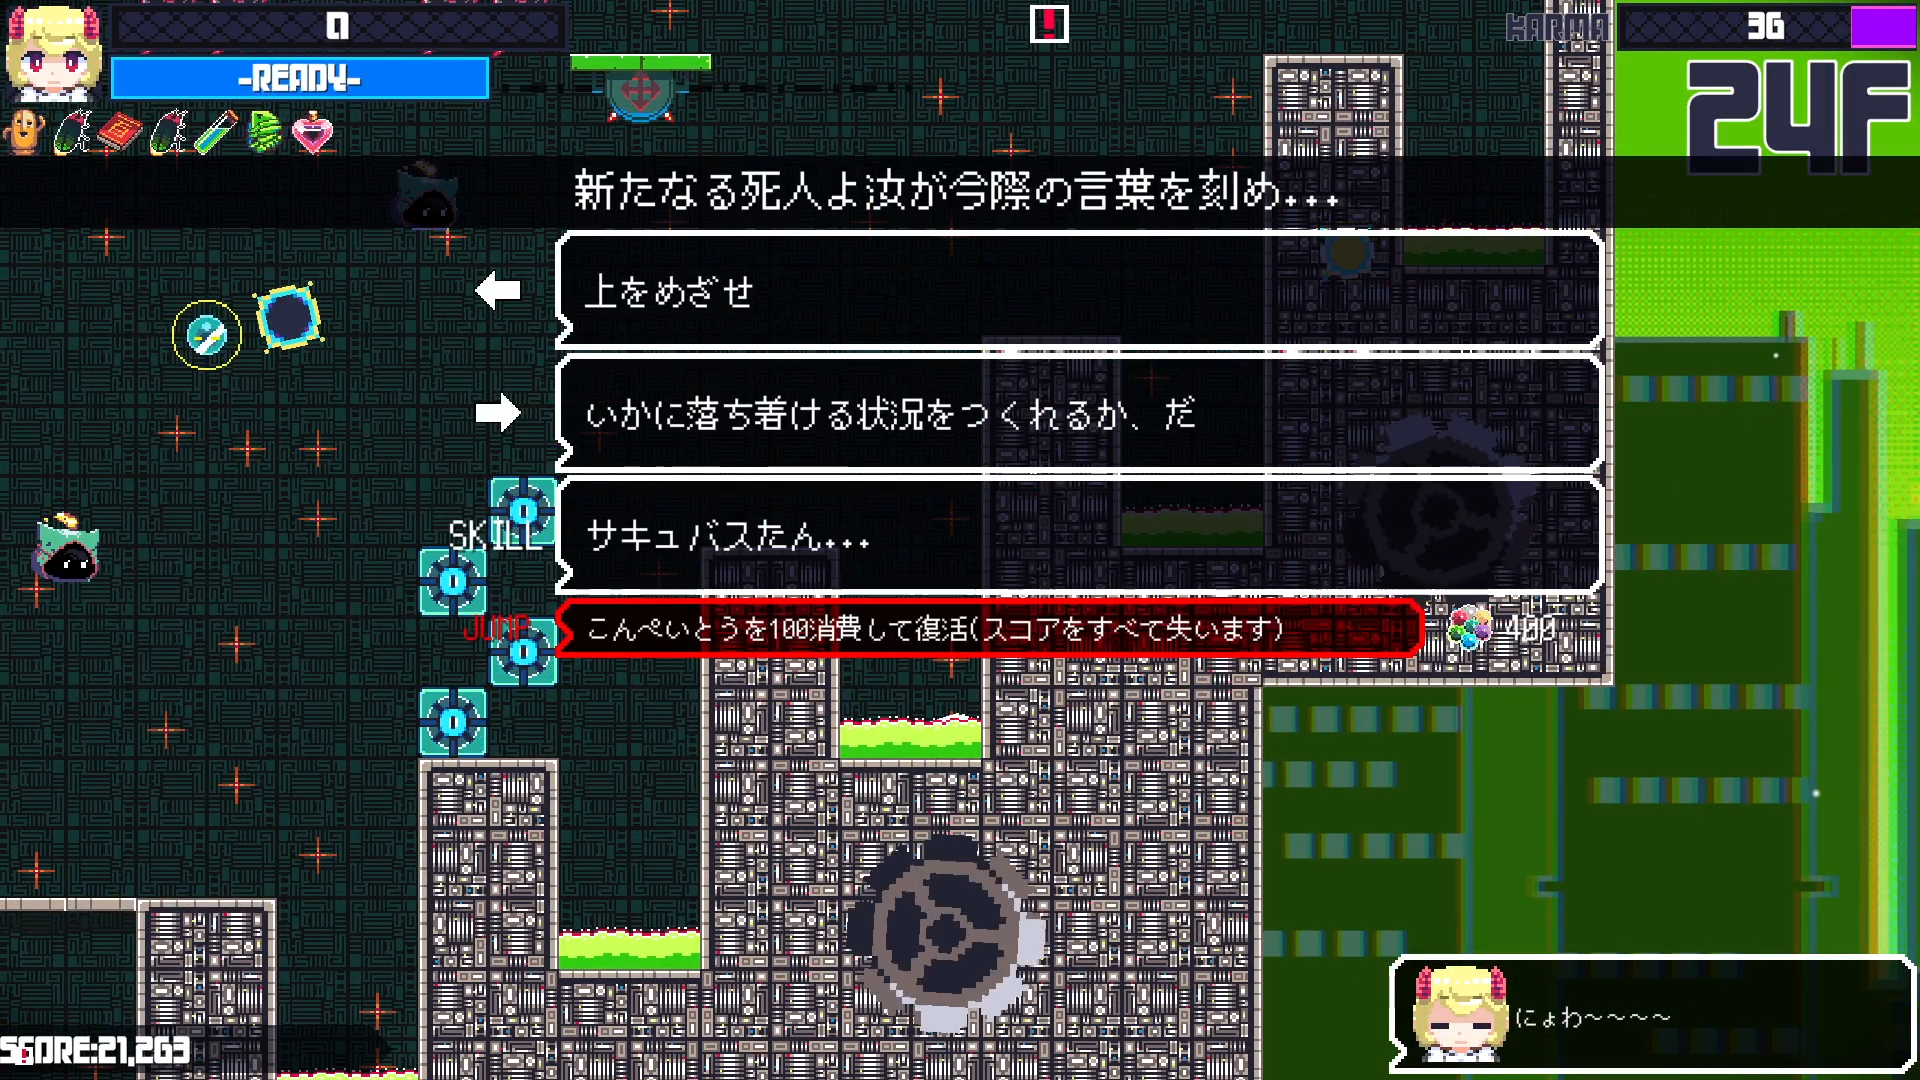 0
KARMA
36
-READY-
24F
新たなる死人よ汝が今際の言葉を刻め...
上をめざせ
いかに落ち着ける状況をつくれるか、だ
SKILL
サキュバスたん...
JUMP
こんぺいとうを100消費して復活(スコアをすべて失います)
400
にょわ~~~~
SCORE:21,263